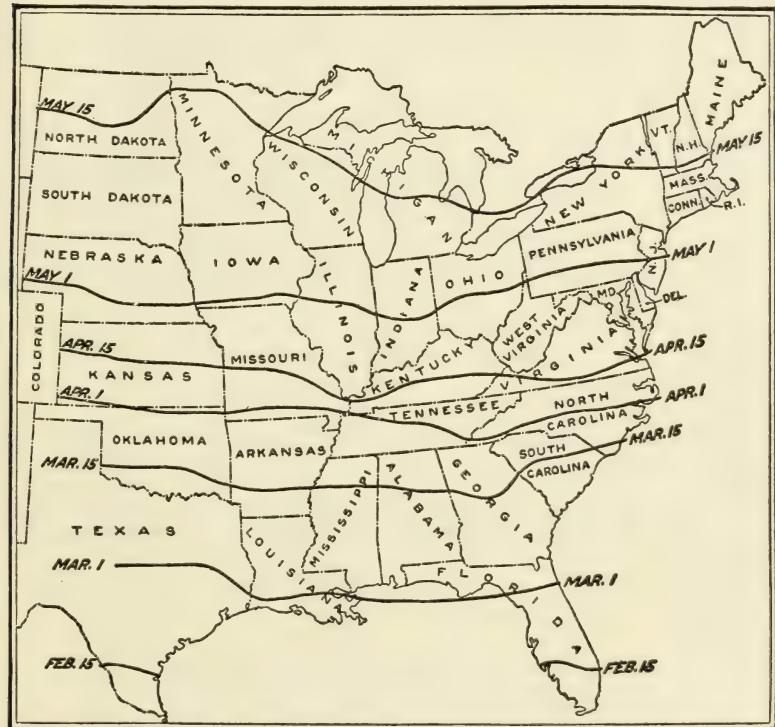 MAINE
MAY 15
MINNESOTA
VT.
N.H.
MICHIGAN
NORTH DAKOTA
WISCONSIN
NEW YORK
MAY 15
MASS.
SOUTH DAKOTA
CONN.
R.I.
PENNSYLVANIA
NEBRASKA
IOWA
N.J.
MAY 1
MAY 1
ILLINOIS
INDIANA
OHIO
MD.
DEL.
WEST
VIRGINIA
VIRGINIA
COLORADO
APR. 15
MISSOURI
KENTUCKY
APR. 15
KANSAS
APR. 1
TENNESSEE
NORTH
CAROLINA
APR. 1
OKLAHOMA
ARKANSAS
SOUTH
CAROLINA
MAR. 15
MAR. 15
MISSISSIPPI
ALABAMA
GEORGIA
TEXAS
LOUISIANA
MAR. 1
FLORIDA
MAR. 1
FEB. 15
FEB. 15